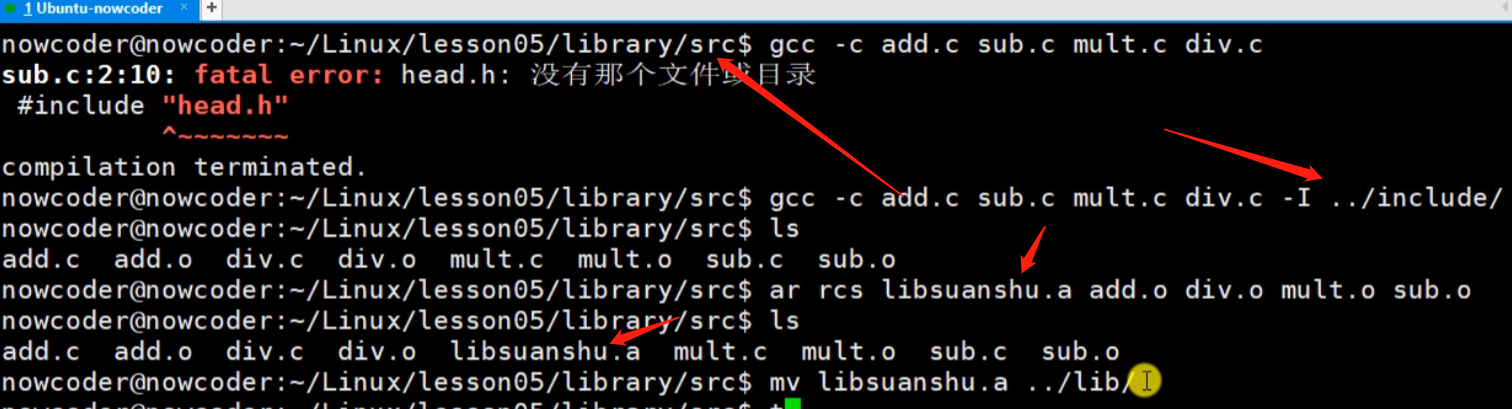 1 Ubuntu-nowcoder × +
nowcoder@nowcoder:~/Linux/lesson05/library/src$ gcc -c add.c sub.c mult.c div.c
sub.c:2:10: fatal error: head.h: 没有那个文件或目录
#include "head.h"
^~~~~~~~
compilation terminated.
nowcoder@nowcoder:~/Linux/lesson05/library/src$ gcc -c add.c sub.c mult.c div.c -I ../include/
nowcoder@nowcoder:~/Linux/lesson05/library/src$ ls
add.c add.o div.c div.o mult.c mult.o sub.c sub.o
nowcoder@nowcoder:~/Linux/lesson05/library/src$ ar rcs libsuanshu.a add.o div.o mult.o sub.o
nowcoder@nowcoder:~/Linux/lesson05/library/src$ ls
add.c add.o div.c div.o libsuanshu.a mult.c mult.o sub.c sub.o
nowcoder@nowcoder:~/Linux/lesson05/library/src$ mv libsuanshu.a ../lib/